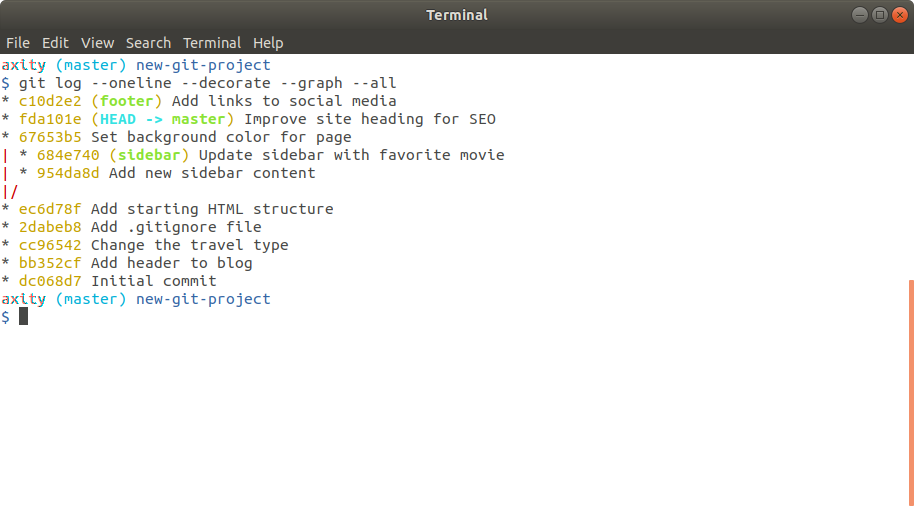 Terminal
File Edit View Search Terminal Help
axity (master) new-git-project
$ git log --oneline --decorate --graph --all
* c10d2e2 (footer) Add links to social media
* fda101e (HEAD -> master) Improve site heading for SEO
* 67653b5 Set background color for page
| * 684e740 (sidebar) Update sidebar with favorite movie
| * 954da8d Add new sidebar content
|/
* ec6d78f Add starting HTML structure
* 2dabeb8 Add .gitignore file
* cc96542 Change the travel type
* bb352cf Add header to blog
* dc068d7 Initial commit
axity (master) new-git-project
$